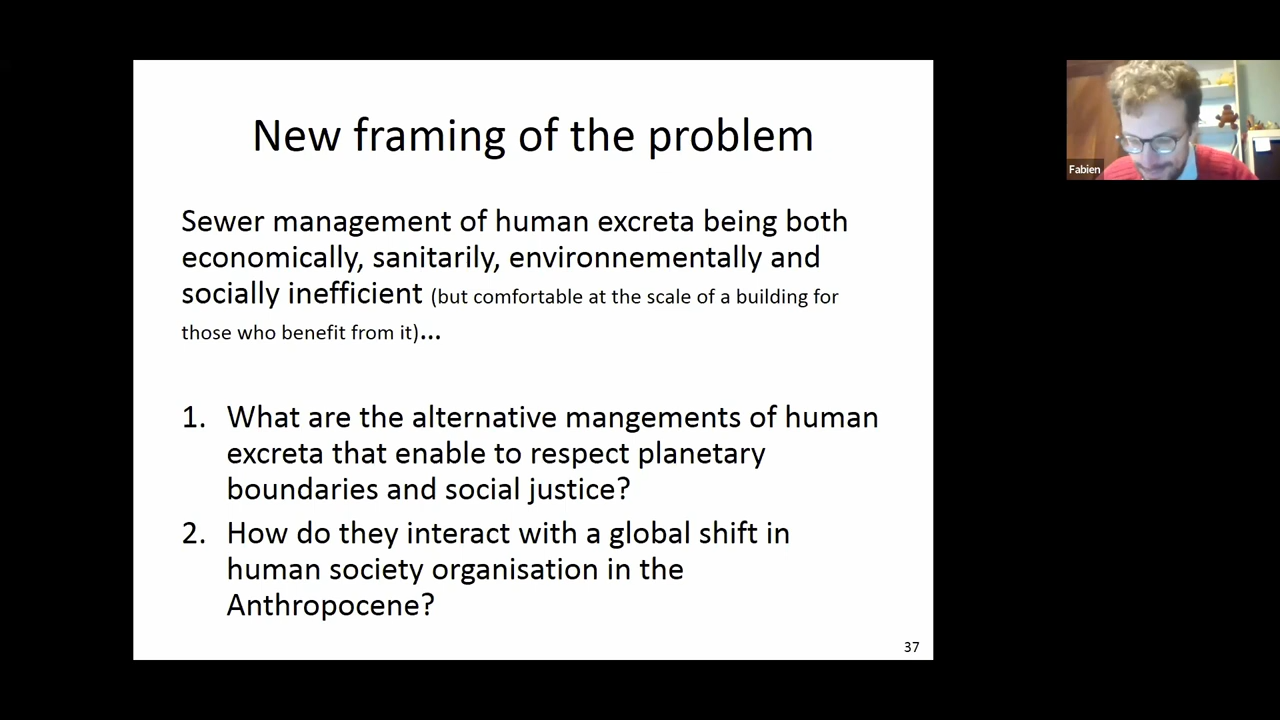 New framing of the problem
Sewer management of human excreta being both
economically, sanitarily, environnementally and
socially inefficient (but comfortable at the scale of a building for
those who benefit from it)...
1. What are the alternative mangements of human
excreta that enable to respect planetary
boundaries and social justice?
2. How do they interact with a global shift in
human society organisation in the
Anthropocene?
37
Fabien